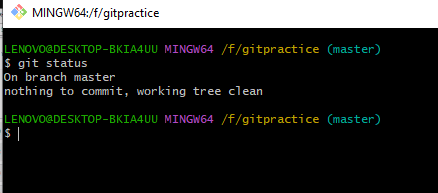 MINGW64:/f/gitpractice
LENOVO@DESKTOP-BKIA4UU MINGW64 /f/gitpractice (master)
$ git status
On branch master
nothing to commit, working tree clean
LENOVO@DESKTOP-BKIA4UU MINGW64 /f/gitpractice (master)
$